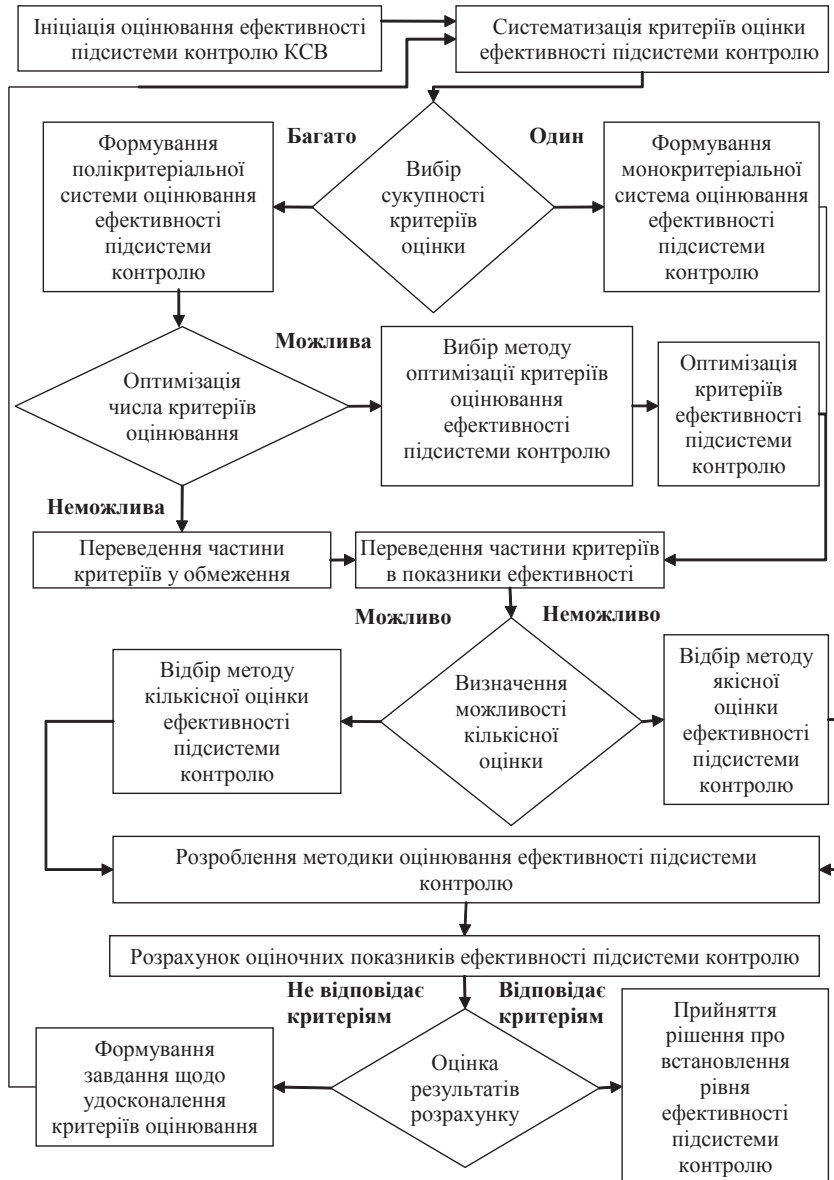 Ініціація оцінювання ефективності
підсистеми контролю КСВ
Систематизація критеріїв оцінки
ефективності підсистеми контролю
Багато
Один
Формування
полікритеріальної
системи оцінювання
ефективності
підсистеми
контролю
Вибір
сукупності
критеріїв
оцінки
Формування
монокритеріальної
система оцінювання
ефективності
підсистеми
контролю
Можлива
Оптимізація
числа критеріїв
оцінювання
Вибір методу
оптимізації критеріїв
оцінювання
ефективності
підсистеми контролю
Оптимізація
критеріїв
ефективності
підсистеми
контролю
Неможлива
Переведення частини
критеріїв у обмеження
Переведення частини критеріїв
в показники ефективності
Можливо
Неможливо
Відбір методу
кількісної оцінки
ефективності
підсистеми
контролю
Визначення
можливості
кількісної
оцінки
Відбір методу
якісної
оцінки
ефективності
підсистеми
контролю
Розроблення методики оцінювання ефективності підсистеми
контролю
Розрахунок оціночних показників ефективності підсистеми контролю
Не відповідає
критеріям
Відповідає
критеріям
Формування
завдання щодо
удосконалення
критеріїв оцінювання
Оцінка
результатів
розрахунку
Прийняття
рішення про
встановлення
рівня
ефективності
підсистеми
контролю